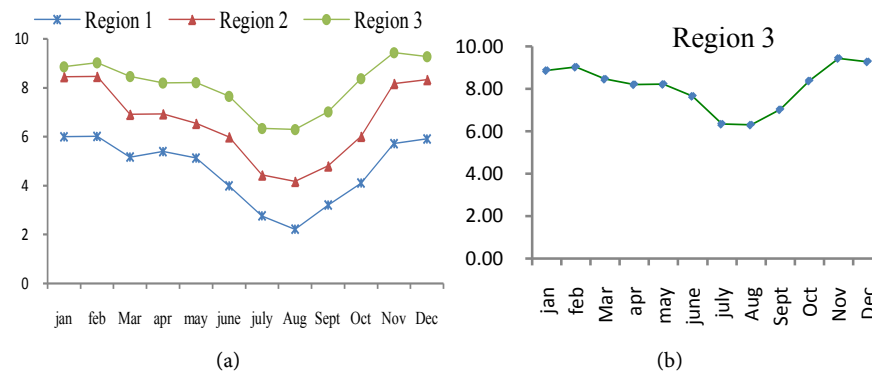 Region 1 Region 2 Region 3
10
8
6
4
2
0
jan feb Mar apr may june july Aug Sept Oct Nov Dec
(a)
Region 3
10.00
8.00
6.00
4.00
2.00
0.00
jan feb Mar apr may june july Aug Sept Oct Nov Dec
(b)